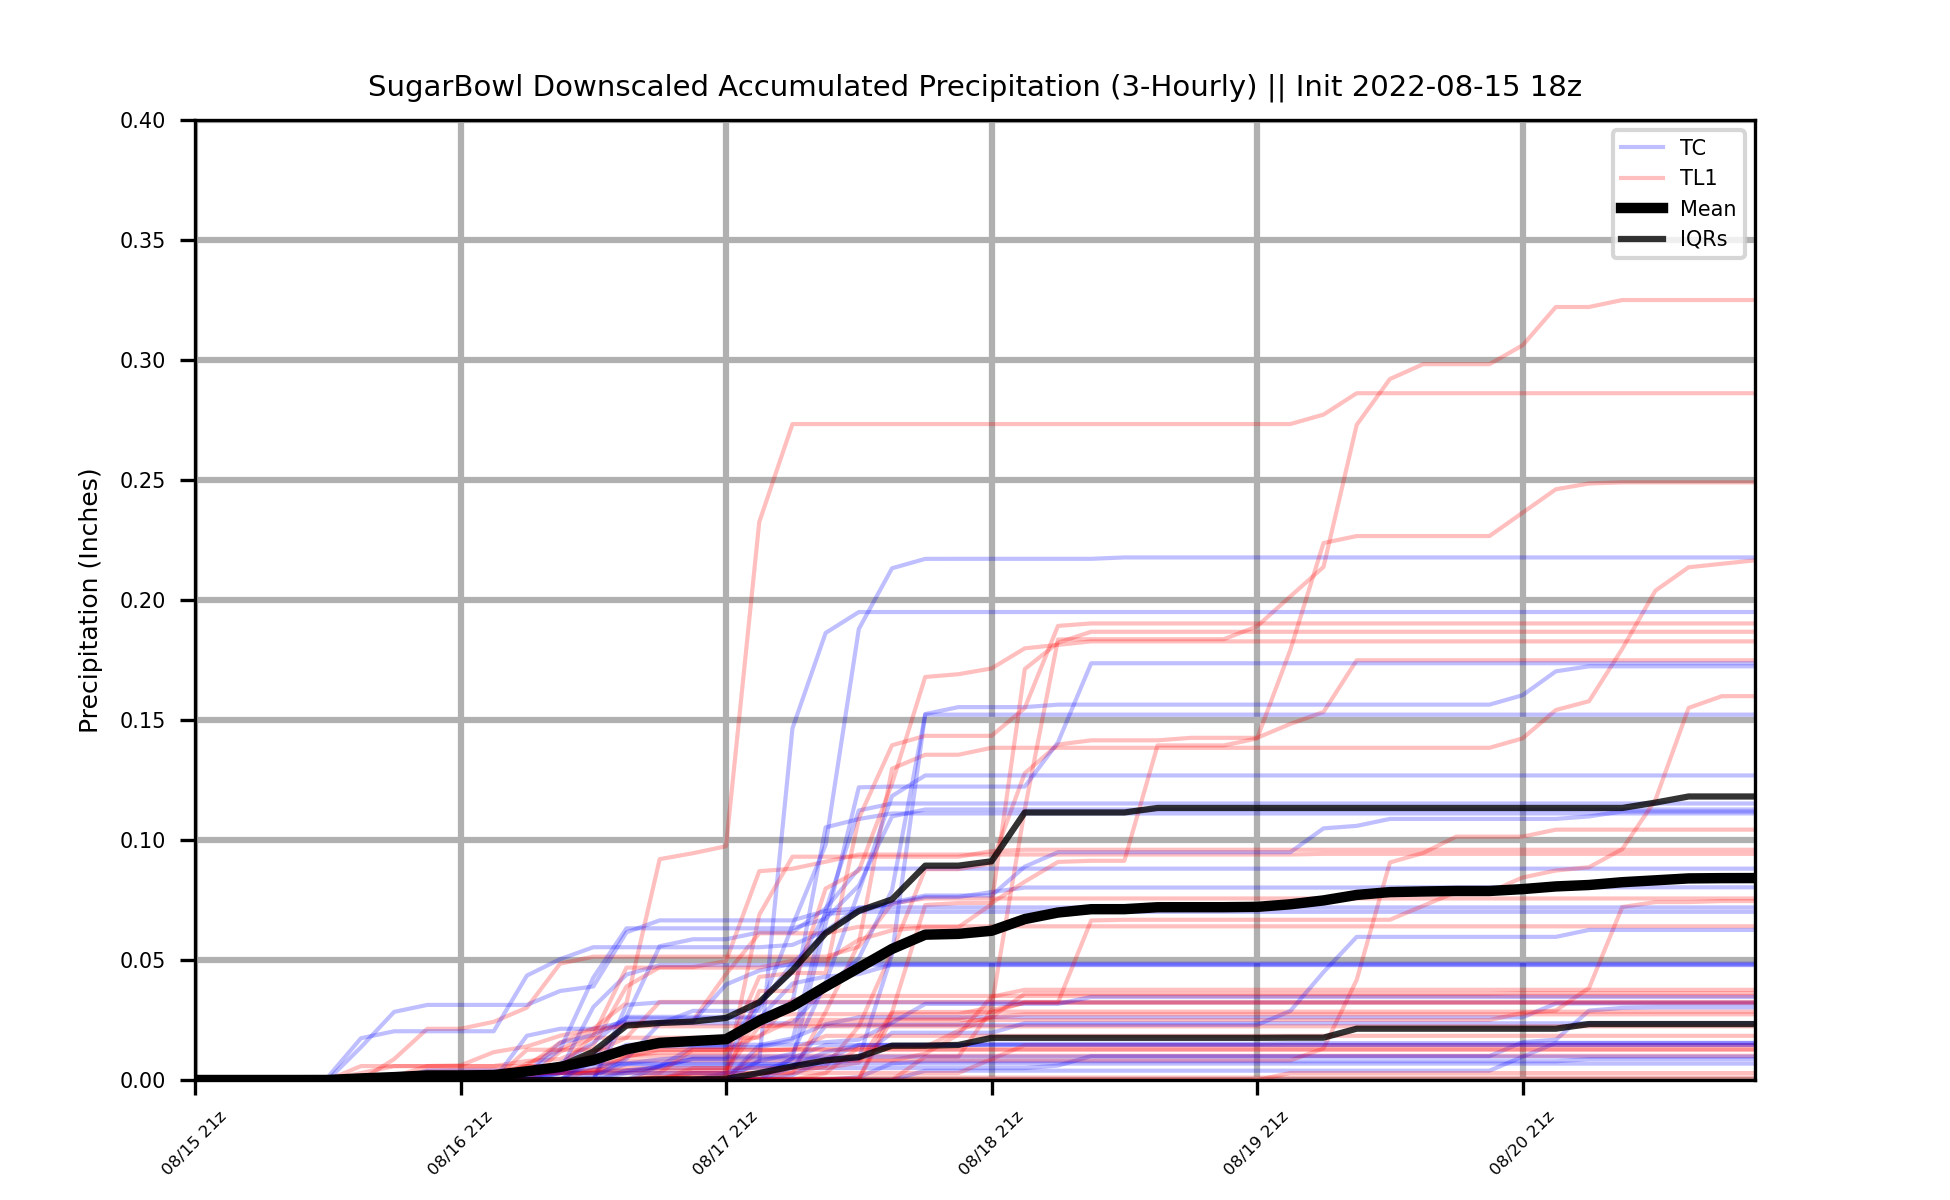 SugarBowl Downscaled Accumulated Precipitation (3-Hourly) || Init 2022-08-15 18z
TC
TL1
Mean
IQRs
Precipitation (Inches)
0.40
0.35
0.30
0.25
0.20
0.15
0.10
0.05
0.00
08/15 21z
08/16 21z
08/17 21z
08/18 21z
08/19 21z
08/20 21z